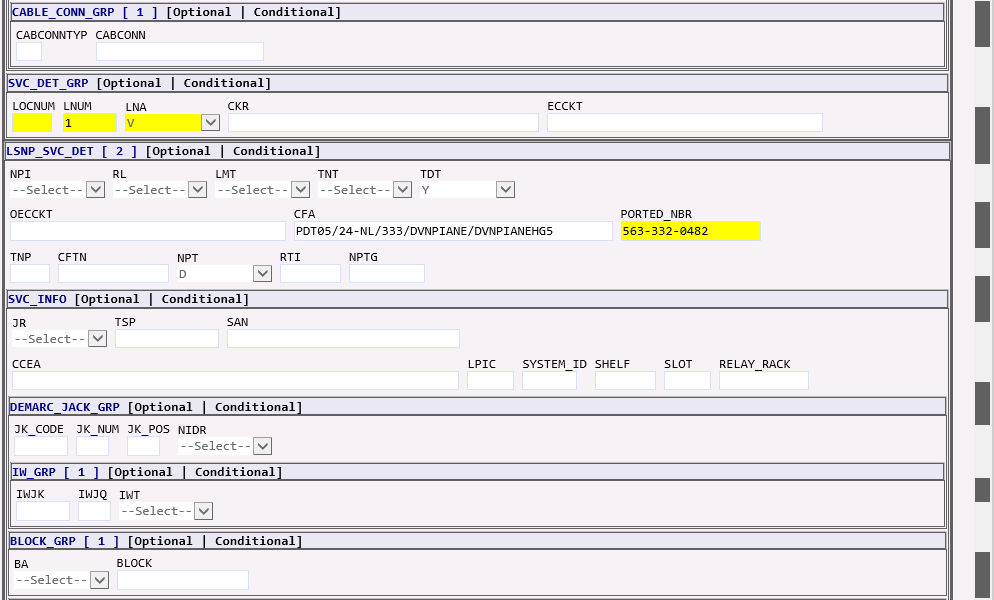 CABLE_CONN_GRP [ 1 ] [Optional | Conditional]
CABCONNTYP CABCONN
SVC_DET_GRP [Optional | Conditional]
LOCNUM LNUM LNA CKR ECCKT
1 V
LSNP_SVC_DET [ 2 ] [Optional | Conditional]
NPI RL LMT TNT TDT
--Select-- --Select-- --Select-- --Select-- Y
OECCKT CFA PORTED_NBR
PDT05/24-NL/333/DVNPIANE/DVNPIANEHG5 563-332-0482
TNP CFTN NPT RTI NPTG
D
SVC_INFO [Optional | Conditional]
JR TSP SAN
--Select--
CCEA LPIC SYSTEM_ID SHELF SLOT RELAY_RACK
DEMARC_JACK_GRP [Optional | Conditional]
JK_CODE JK_NUM JK_POS NIDR
--Select--
IW_GRP [ 1 ] [Optional | Conditional]
IWJK IWJQ IWT
--Select--
BLOCK_GRP [ 1 ] [Optional | Conditional]
BA BLOCK
--Select--